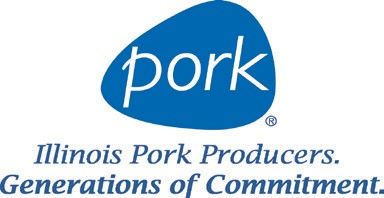 pork
®
Illinois Pork Producers.
Generations of Commitment.